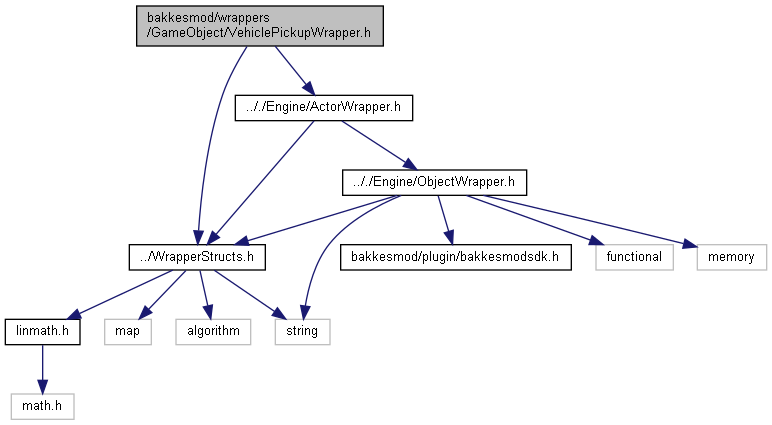 bakkesmod/wrappers
/GameObject/VehiclePickupWrapper.h
.././Engine/ActorWrapper.h
.././Engine/ObjectWrapper.h
../WrapperStructs.h
bakkesmod/plugin/bakkesmodsdk.h
functional
memory
linmath.h
map
algorithm
string
math.h